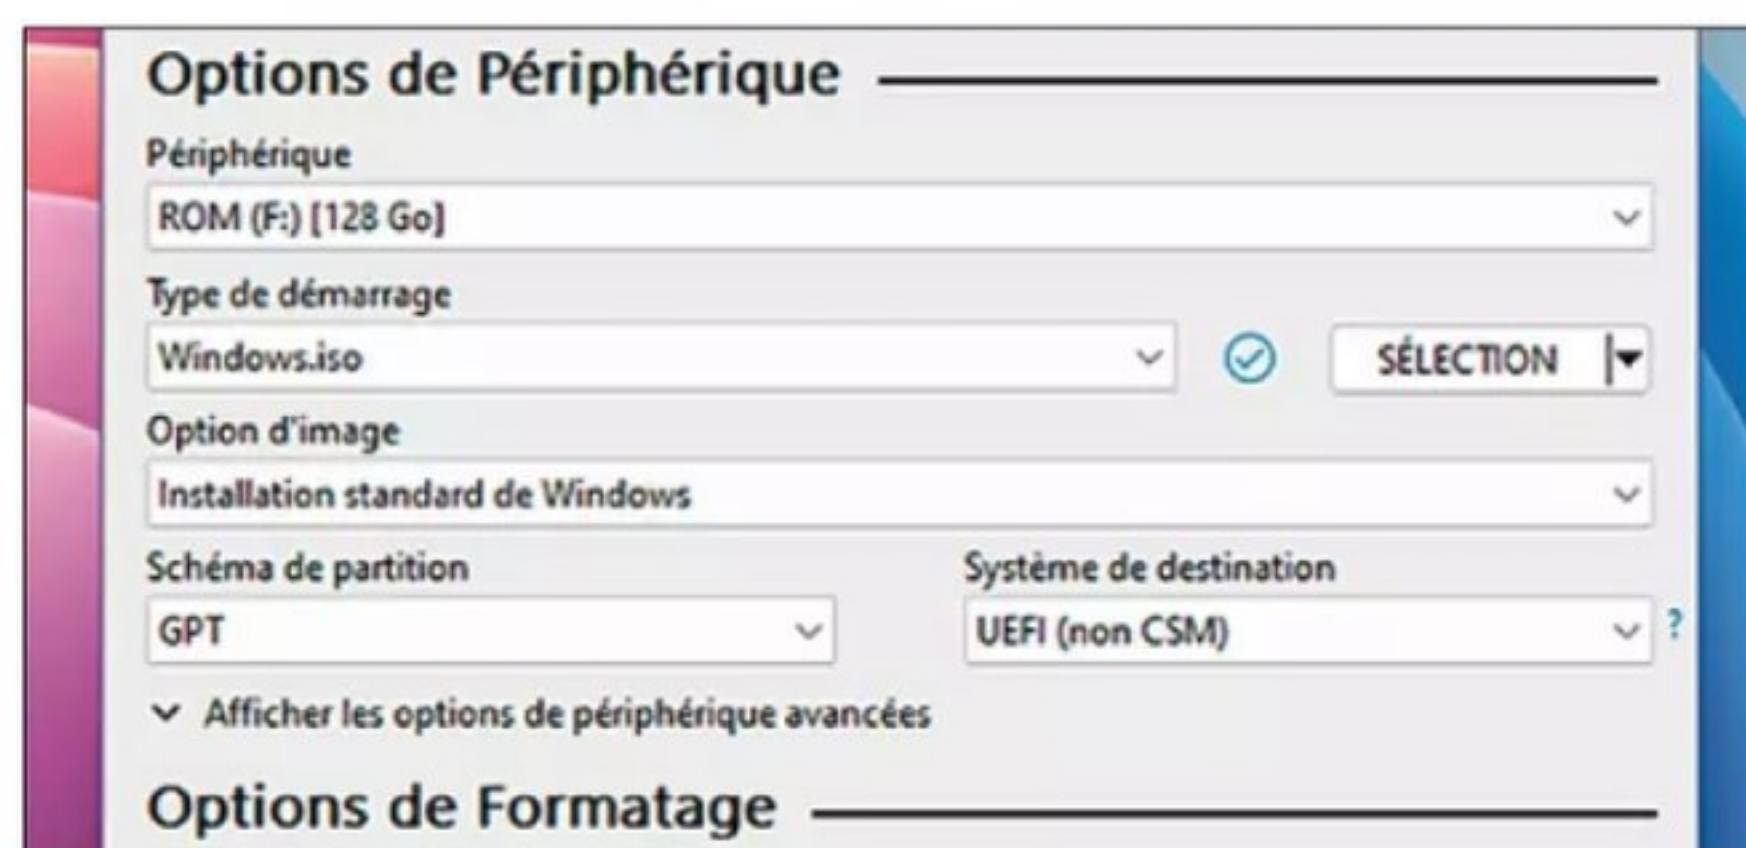 Options de Périphérique
Périphérique
ROM (F:) [128 Go]
Type de démarrage
Windows.iso
SÉLECTION
Option d'image
Installation standard de Windows
Schéma de partition
Système de destination
GPT
UEFI (non CSM)
?
Afficher les options de périphérique avancées
Options de Formatage